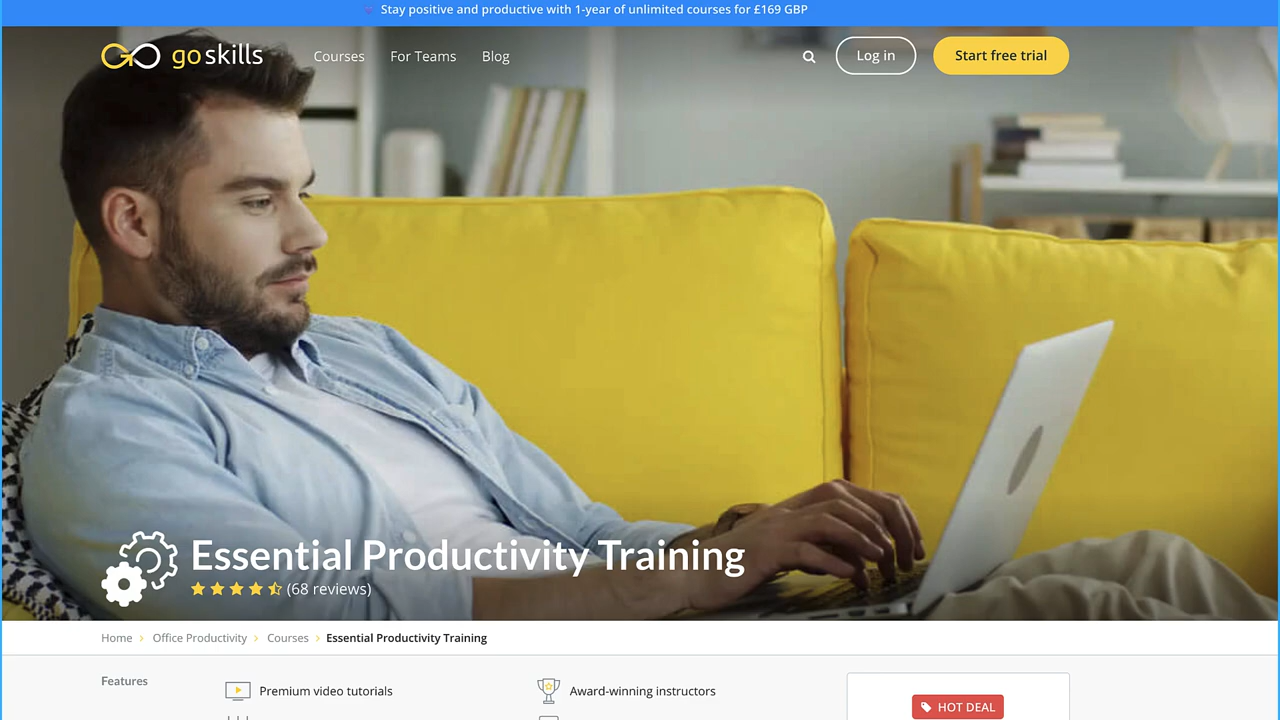 Stay positive and productive with 1-year of unlimited courses for £169 GBP
go skills
Courses
For Teams
Blog
Log in
Start free trial
Essential Productivity Training
(68 reviews)
Home > Office Productivity > Courses > Essential Productivity Training
Features
Premium video tutorials
Award-winning instructors
HOT DEAL